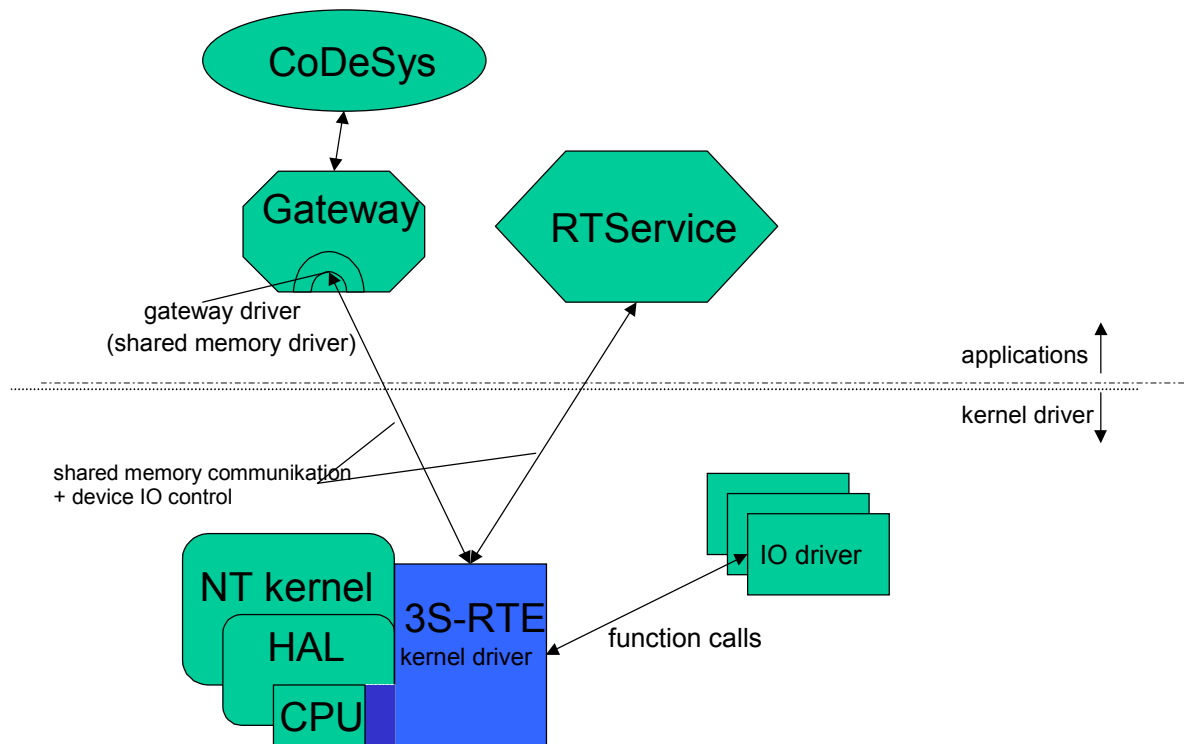 CoDeSys
Gateway
RTService
gateway driver
(shared memory driver)
applications
kernel driver
shared memory communikation
+ device IO control
IO driver
NT kernel
3S-RTE
kernel driver
function calls
HAL
CPU